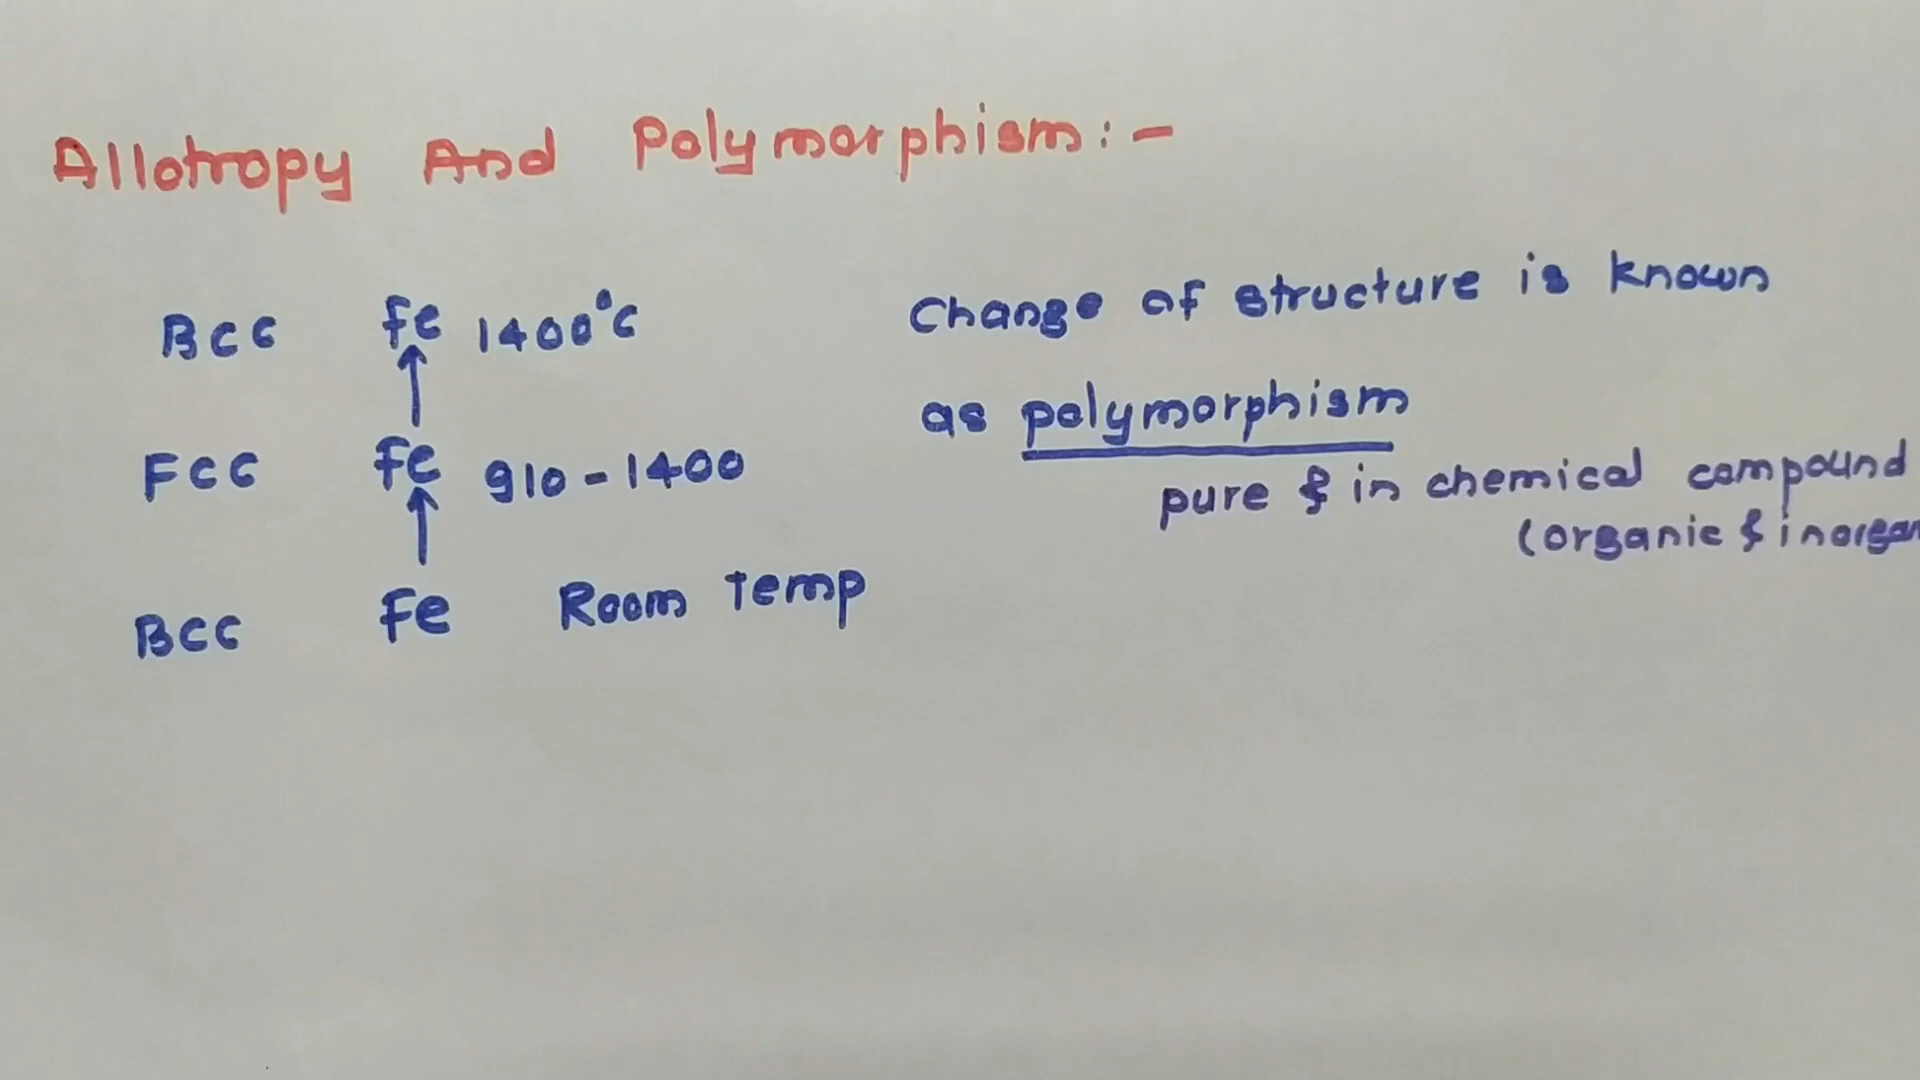 Allotropy And Polymorphism:-
BCC Fe 1400°C
FCC Fe 910-1400
BCC Fe Room Temp
Change of structure is known
as polymorphism
pure & in chemical compound
(organic & inorgan